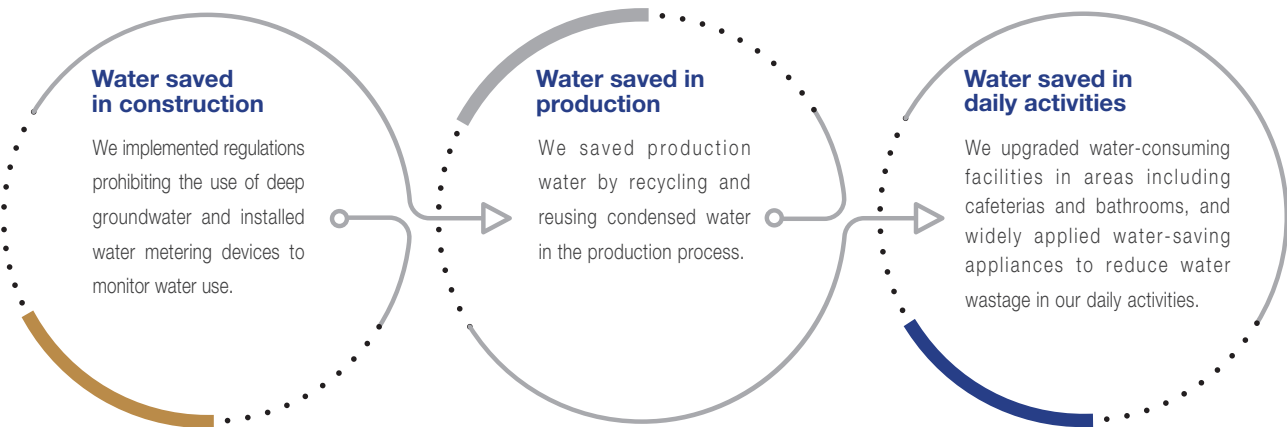 Water saved
in construction
We implemented regulations
prohibiting the use of deep
groundwater and installed
water metering devices to
monitor water use.
Water saved in
production
We saved production
water by recycling and
reusing condensed water
in the production process.
Water saved in
daily activities
We upgraded water-consuming
facilities in areas including
cafeterias and bathrooms, and
widely applied water-saving
appliances to reduce water
wastage in our daily activities.